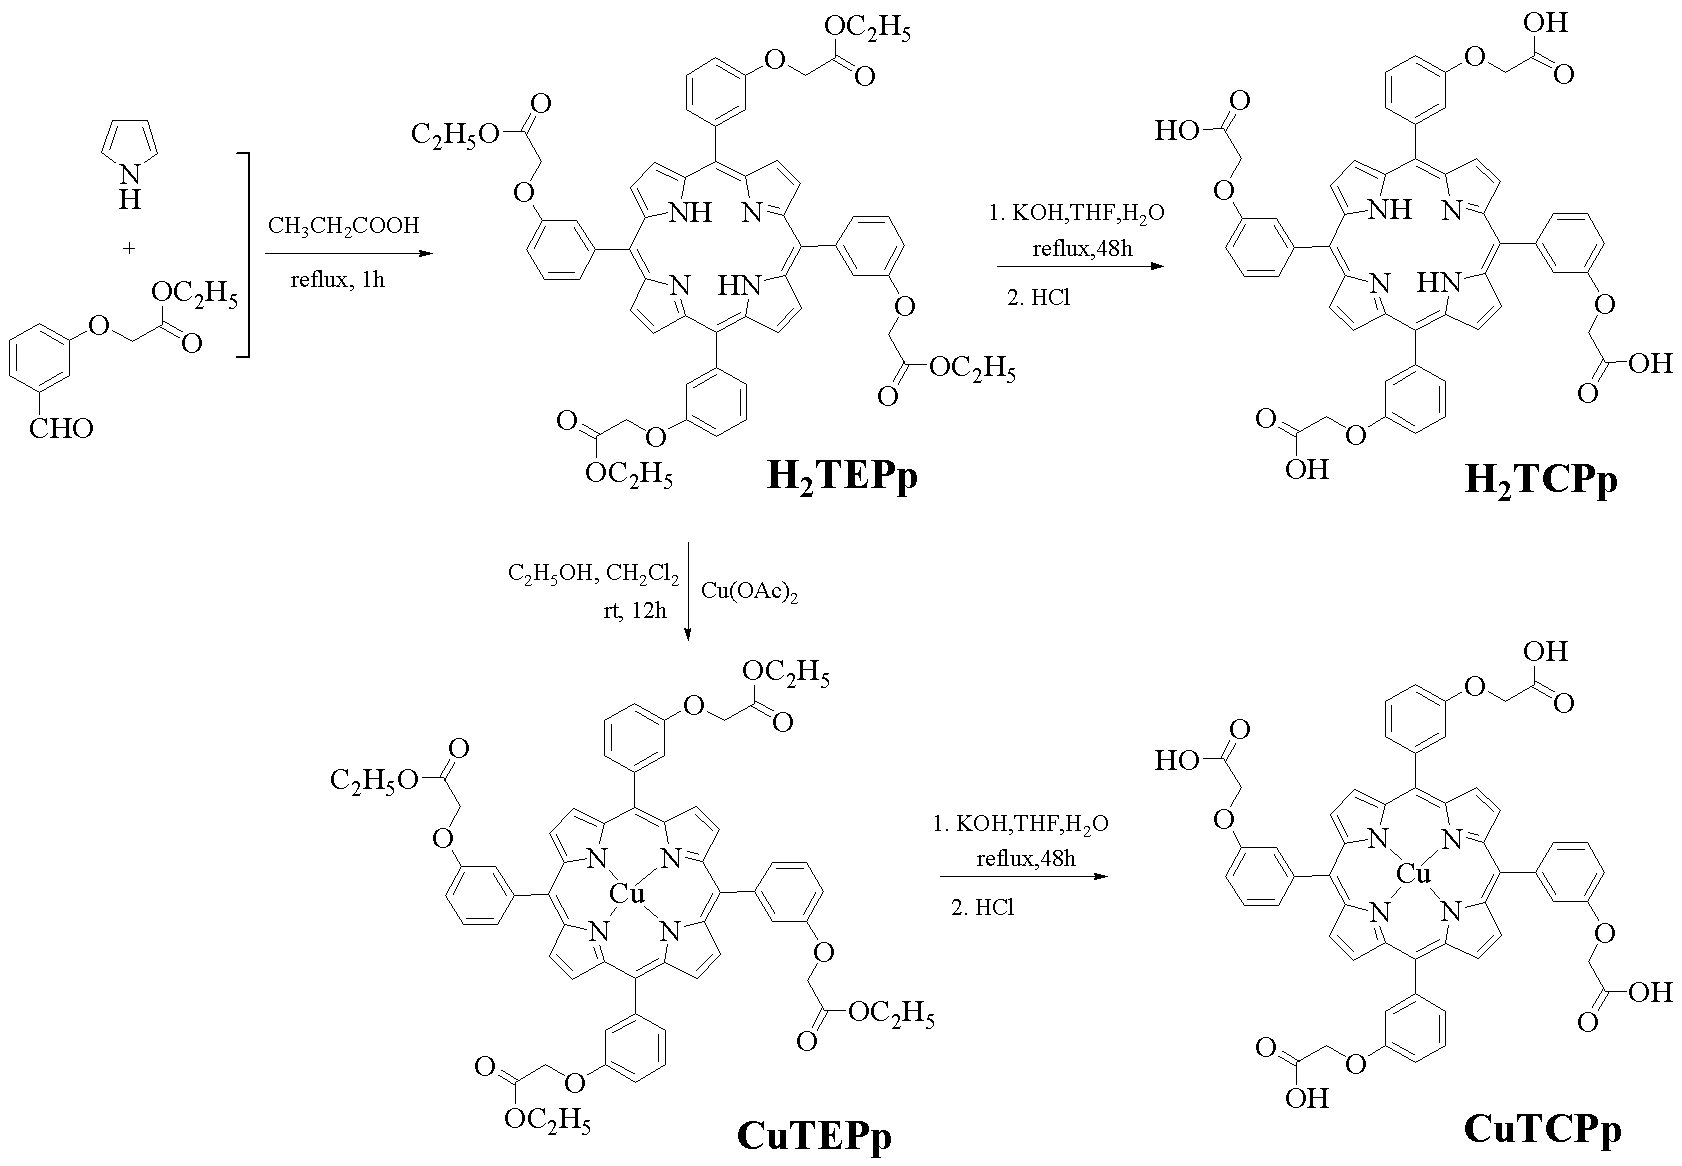 OC₂H₅
O
O
O
C₂H₅O
O
NH
N
N
HN
O
O
OC₂H₅
O
O
O
OC₂H₅
H₂TEPp
N
H
+
OC₂H₅
O
O
CHO
CH₃CH₂COOH
reflux, 1h
1. KOH,THF,H₂O
reflux,48h
2. HCl
OH
O
O
O
HO
O
NH
N
N
HN
O
O
OH
O
O
OH
H₂TCPp
C₂H₅OH, CH₂Cl₂
rt, 12h
Cu(OAc)₂
OC₂H₅
O
O
O
C₂H₅O
O
N
N
Cu
N
N
O
OC₂H₅
O
O
O
OC₂H₅
CuTEPp
1. KOH,THF,H₂O
reflux,48h
2. HCl
OH
O
O
O
HO
O
N
N
Cu
N
N
O
OH
O
O
O
OH
CuTCPp